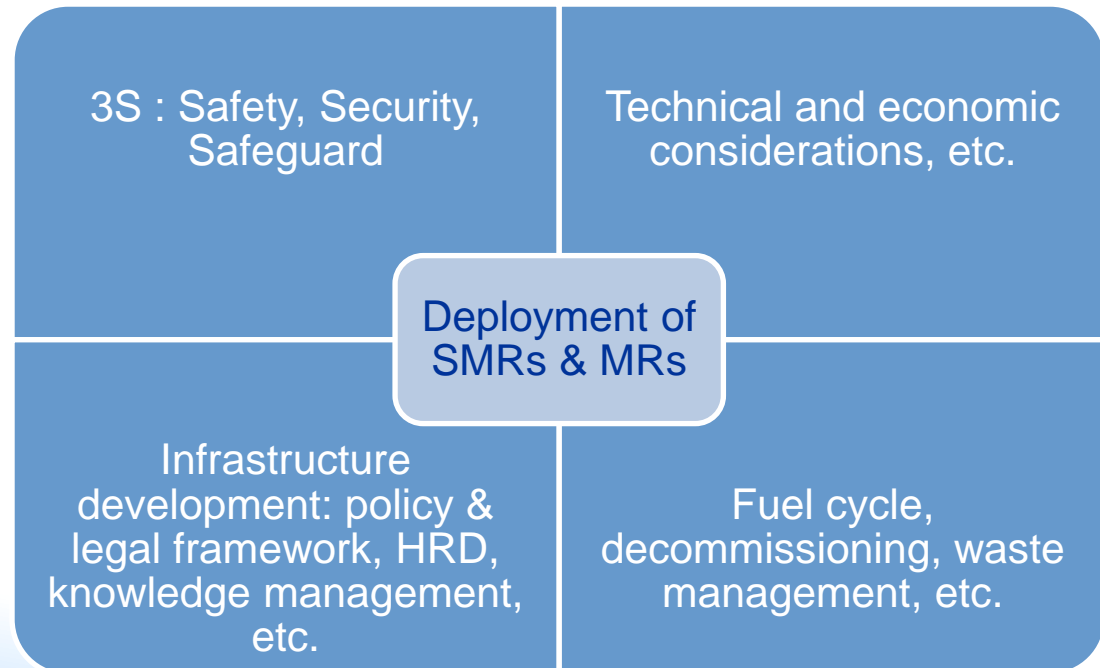 3S : Safety, Security,
Safeguard
Technical and economic
considerations, etc.
Deployment of
SMRs & MRs
Infrastructure
development: policy &
legal framework, HRD,
knowledge management,
etc.
Fuel cycle,
decommissioning, waste
management, etc.